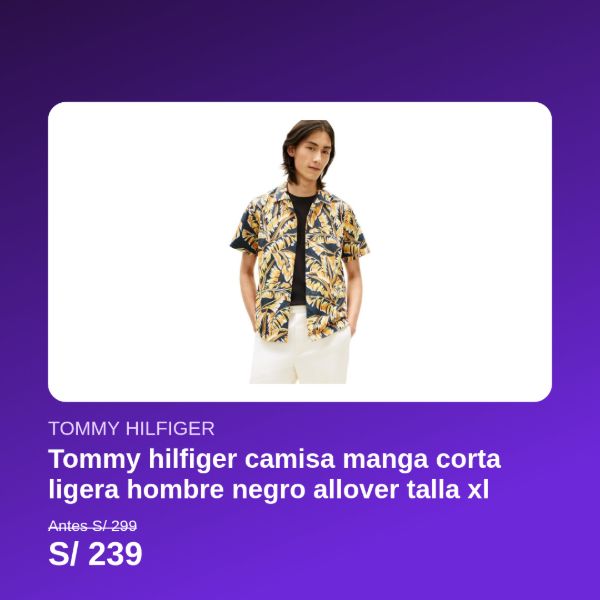 TOMMY HILFIGER
Tommy hilfiger camisa manga corta
ligera hombre negro allover talla xl
Antes S/ 299
S/ 239